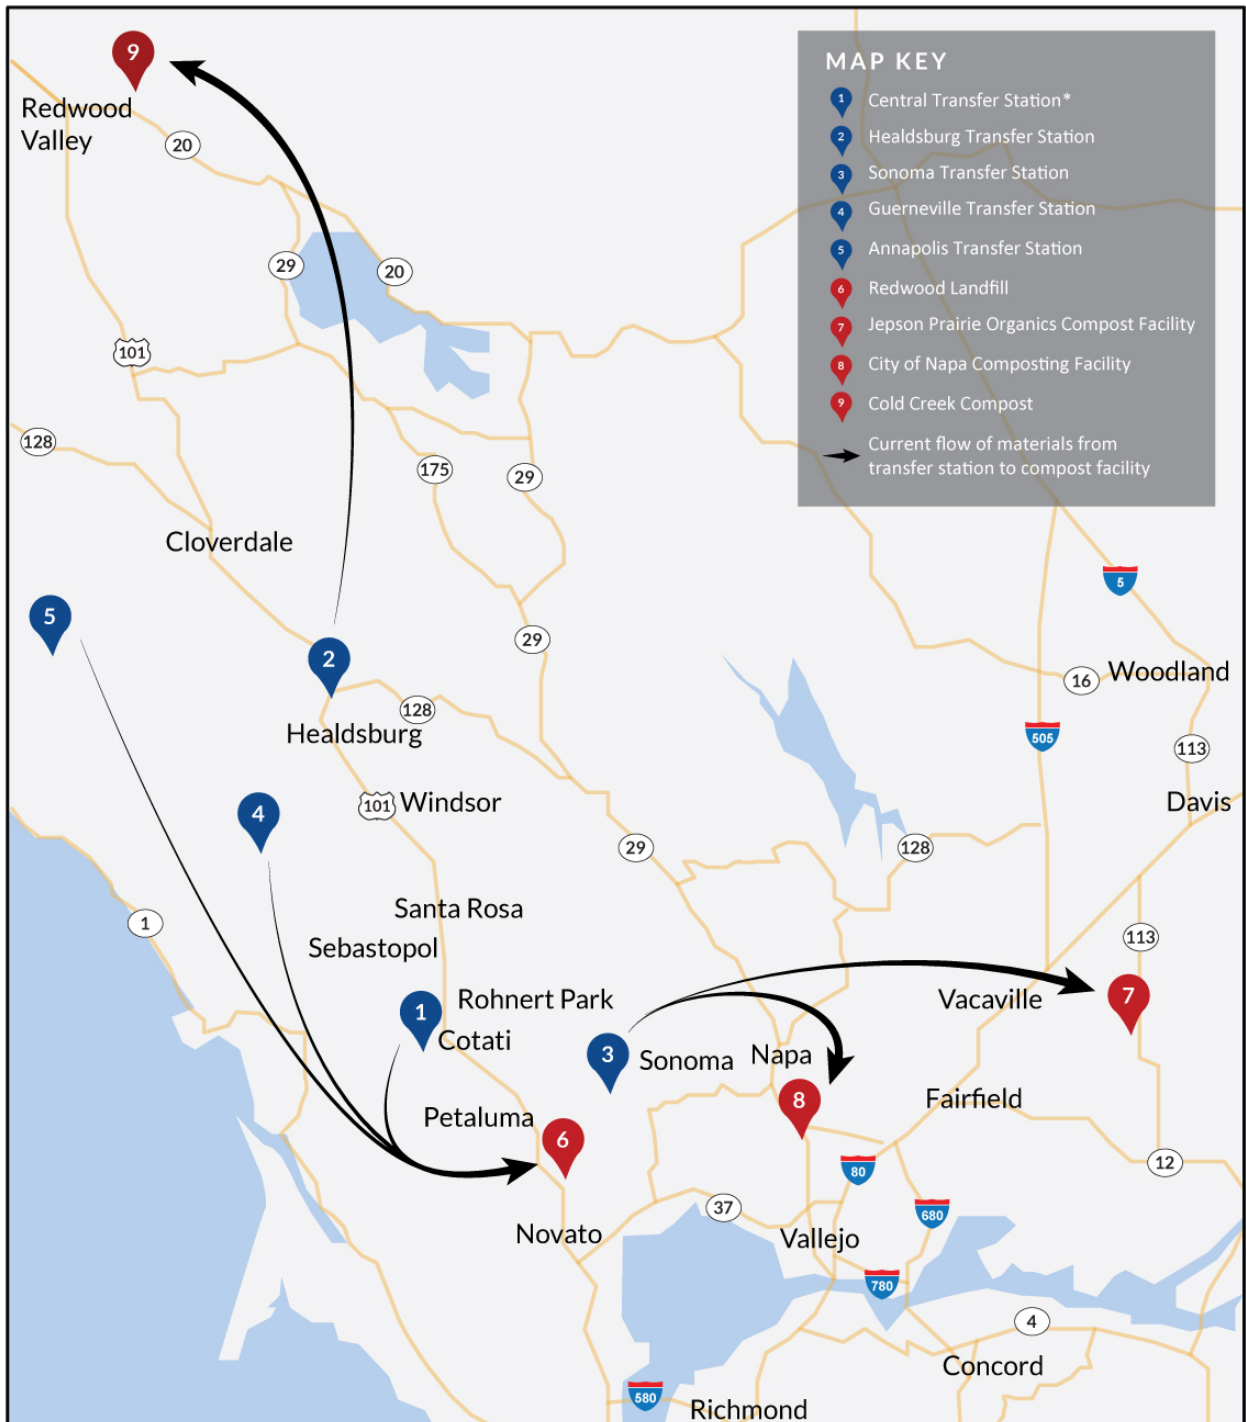 MAP KEY
1 Central Transfer Station*
2 Healdsburg Transfer Station
3 Sonoma Transfer Station
4 Guerneville Transfer Station
5 Annapolis Transfer Station
6 Redwood Landfill
7 Jepson Prairie Organics Compost Facility
8 City of Napa Composting Facility
9 Cold Creek Compost
Current flow of materials from
transfer station to compost facility
9
Redwood
Valley
20
29
20
101
128
175
29
Cloverdale
5
5
29
2
16
Woodland
128
Healdsburg
505
113
101
Windsor
Davis
4
29
128
Santa Rosa
1
Sebastopol
113
1
Rohnert Park
Vacaville
7
Cotati
3
Sonoma
Napa
8
Fairfield
Petaluma
6
80
12
37
680
Novato
Vallejo
780
4
Concord
580
Richmond